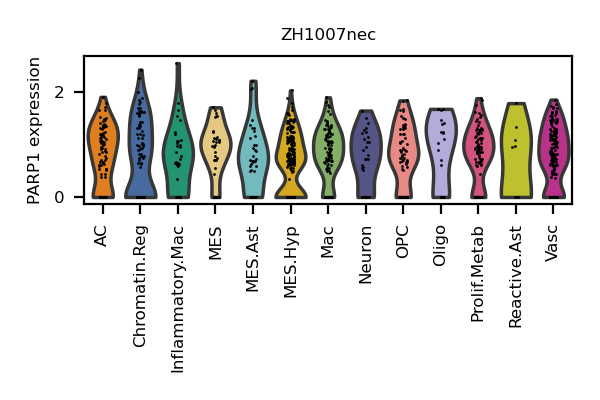 ZH1007nec
PARP1 expression
2
0
AC
Chromatin.Reg
Inflammatory.Mac
MES
MES.Ast
MES.Hyp
Mac
Neuron
OPC
Oligo
Prolif.Metab
Reactive.Ast
Vasc